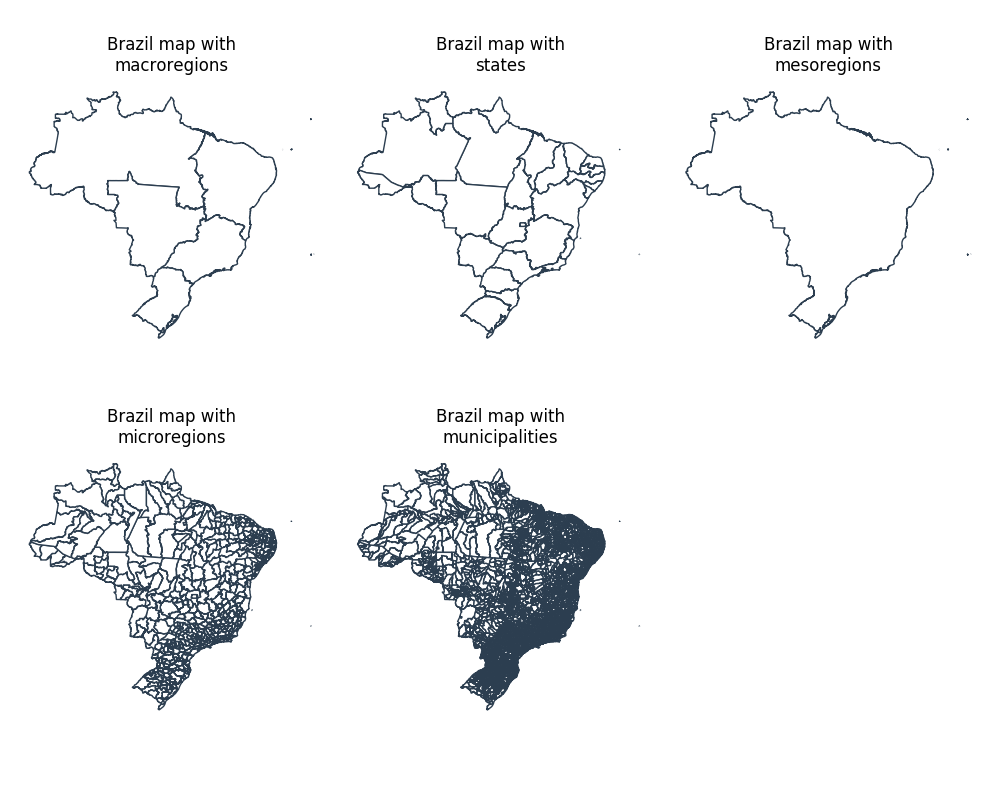 Brazil map with
macroregions
Brazil map with
states
Brazil map with
mesoregions
Brazil map with
microregions
Brazil map with
municipalities